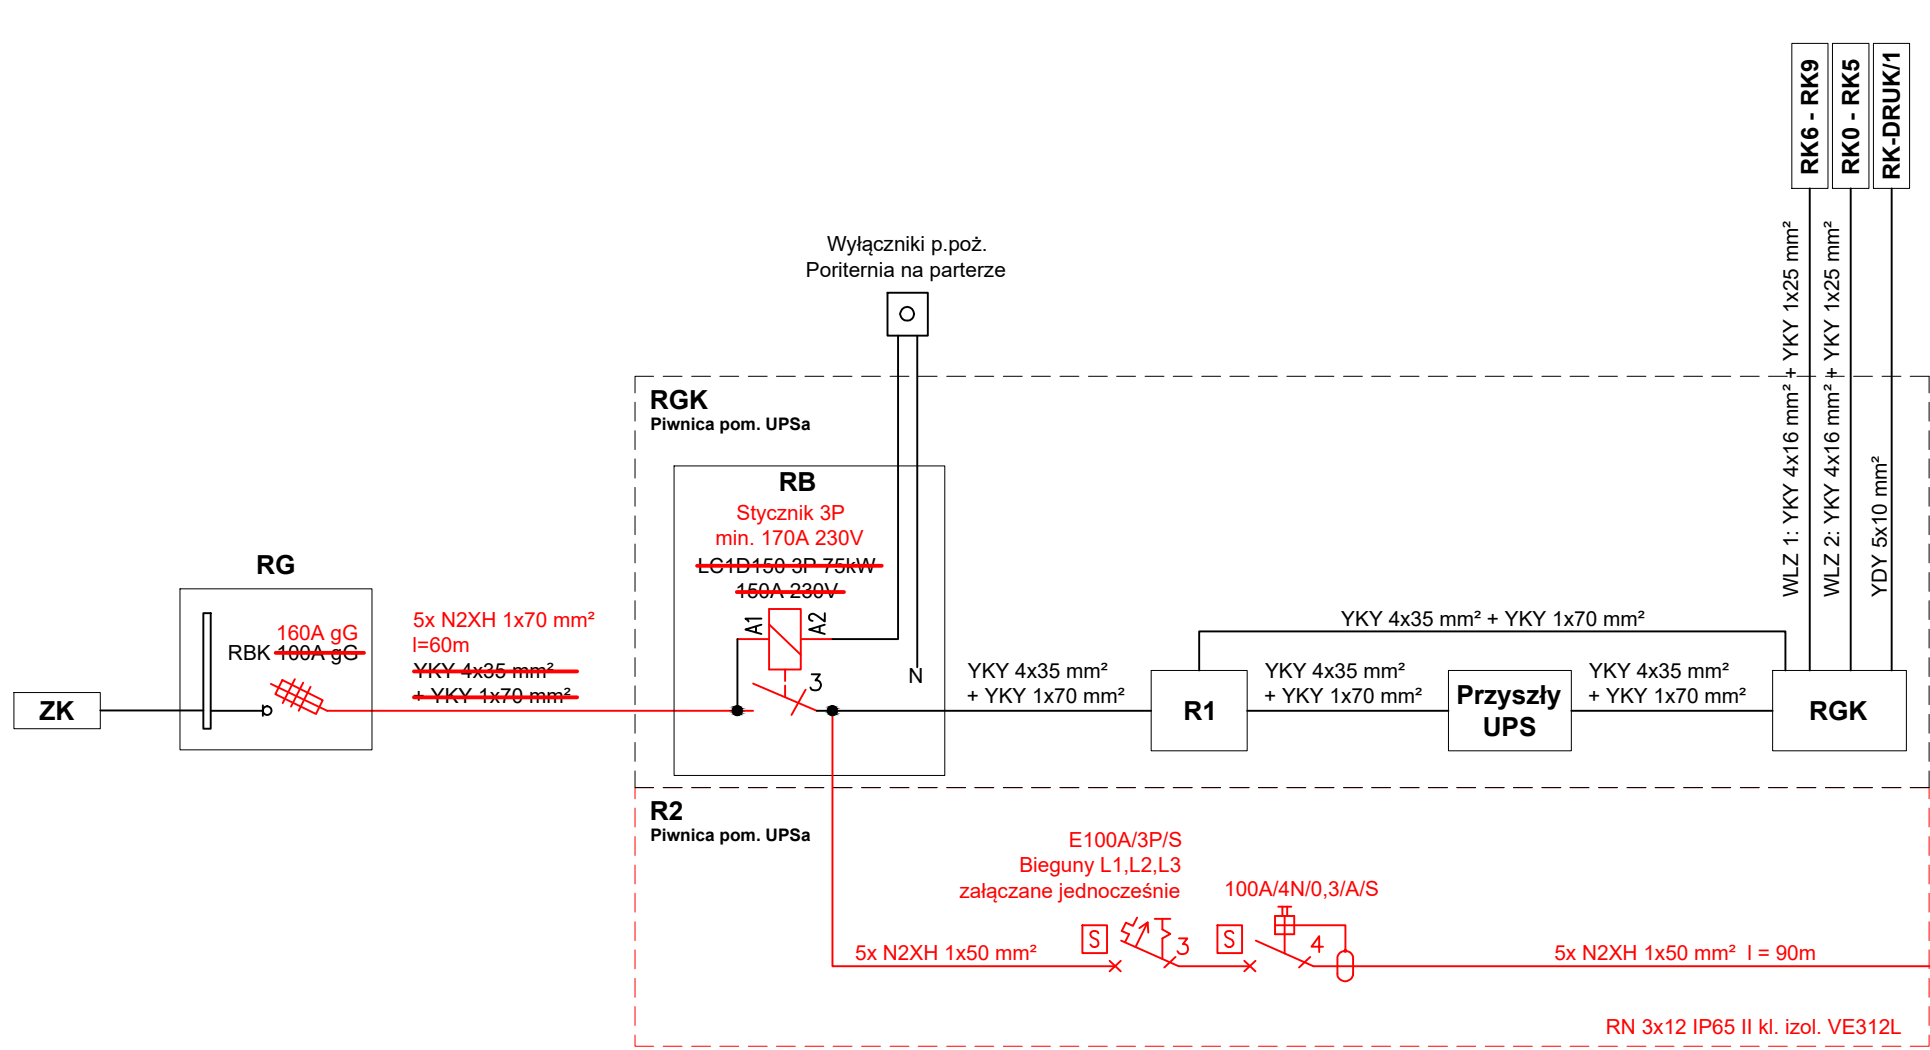 RK6 - RK9
RK0 - RK5
RK-DRUK/1
WLZ 1: YKY 4x16 mm² + YKY 1x25 mm²
WLZ 2: YKY 4x16 mm² + YKY 1x25 mm²
YDY 5x10 mm²
Wyłączniki p.poż.
Poriternia na parterze
RGK
Piwnica pom. UPSa
RB
Stycznik 3P
min. 170A 230V
LC1D150 3P 75kW
150A 230V
A1
A2
3
N
RG
160A gG
RBK 100A gG
5x N2XH 1x70 mm²
l=60m
YKY 4x35 mm²
+ YKY 1x70 mm²
ZK
YKY 4x35 mm²
+ YKY 1x70 mm²
R1
YKY 4x35 mm² + YKY 1x70 mm²
YKY 4x35 mm²
+ YKY 1x70 mm²
Przyszły
UPS
YKY 4x35 mm²
+ YKY 1x70 mm²
RGK
R2
Piwnica pom. UPSa
E100A/3P/S
Bieguny L1,L2,L3
załączane jednocześnie
100A/4N/0,3/A/S
S
3
S
4
5x N2XH 1x50 mm²
5x N2XH 1x50 mm² l = 90m
RN 3x12 IP65 II kl. izol. VE312L